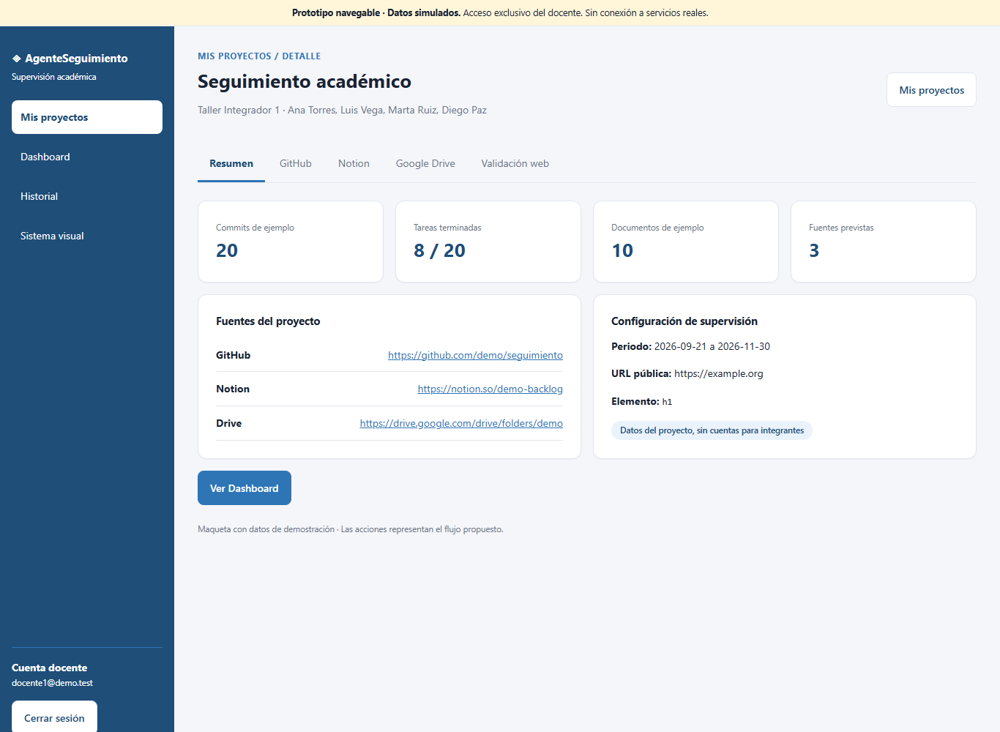 Prototipo navegable · Datos simulados. Acceso exclusivo del docente. Sin conexión a servicios reales.
AgenteSeguimiento
Supervisión académica
Mis proyectos
Dashboard
Historial
Sistema visual
Cuenta docente
docente1@demo.test
Cerrar sesión
MIS PROYECTOS / DETALLE
Seguimiento académico
Taller Integrador 1 · Ana Torres, Luis Vega, Marta Ruiz, Diego Paz
Mis proyectos
Resumen GitHub Notion Google Drive Validación web
Commits de ejemplo
20
Tareas terminadas
8 / 20
Documentos de ejemplo
10
Fuentes previstas
3
Fuentes del proyecto
GitHub https://github.com/demo/seguimiento
Notion https://notion.so/demo-backlog
Drive https://drive.google.com/drive/folders/demo
Configuración de supervisión
Periodo: 2026-09-21 a 2026-11-30
URL pública: https://example.org
Elemento: h1
Datos del proyecto, sin cuentas para integrantes
Ver Dashboard
Maqueta con datos de demostración · Las acciones representan el flujo propuesto.